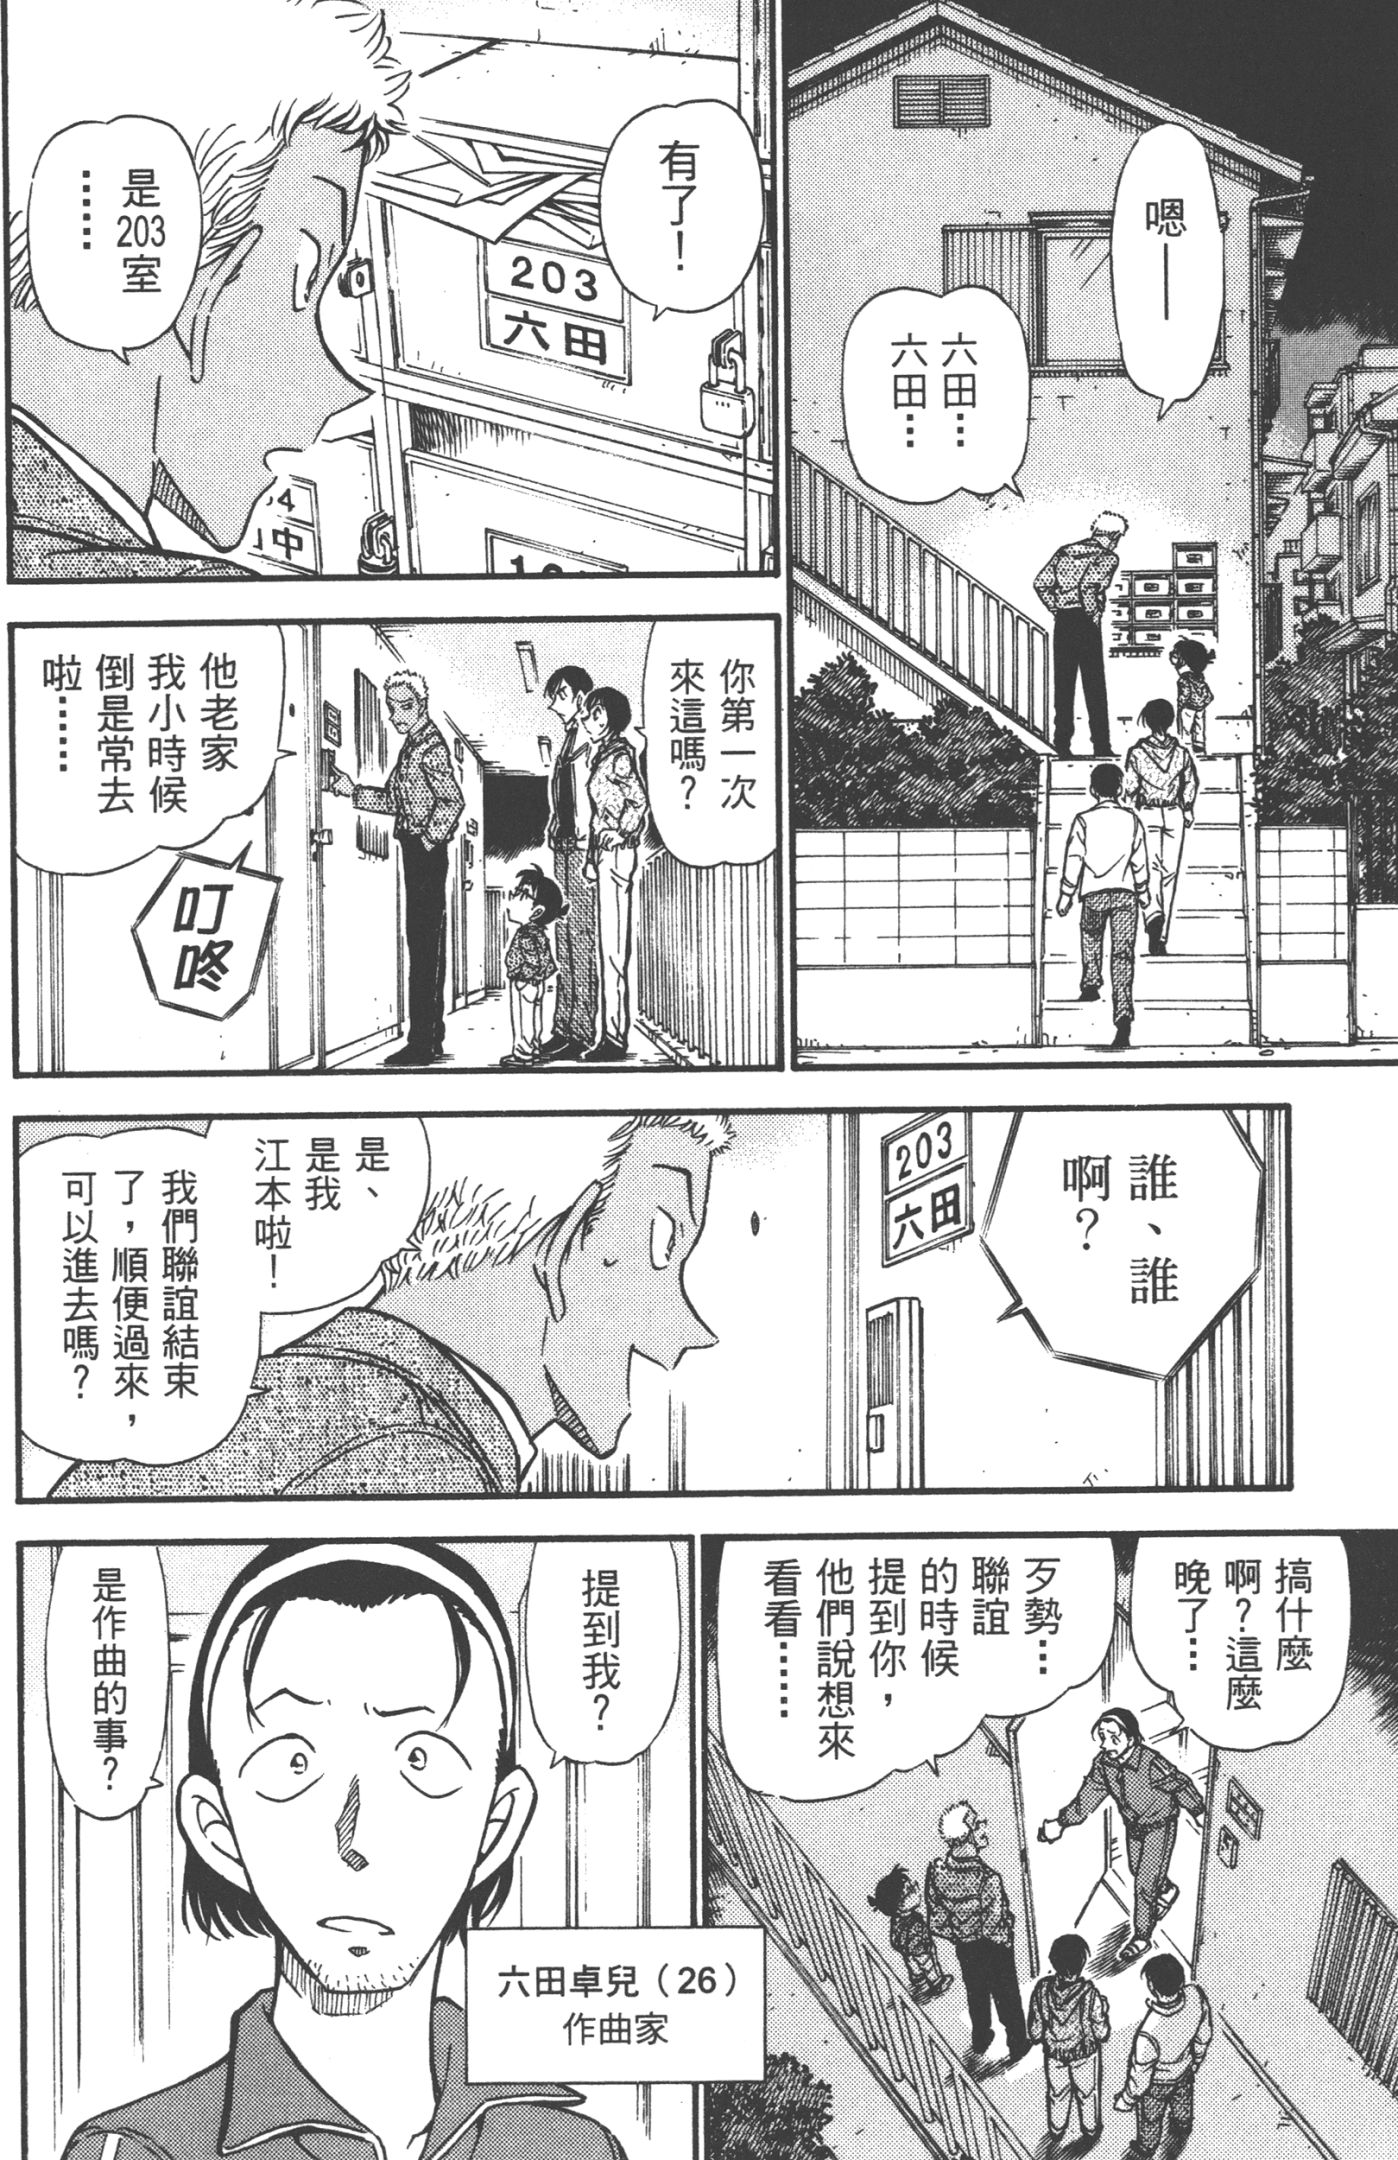 嗯——
六田…
六田…
有了！
203
六田
是
203
室
……
04
中
你第一次
來這嗎？
他老家
我小時候
倒是常去
啦……
叮
咚
誰、誰
啊？
203
六田
是、
是我
江本啦！
我們聯誼結束
了，順便過來，
可以進去嗎？
搞什麼
啊？這麼
晚了…
歹勢…
聯誼
的時候
提到你，
他們說想來
看看……
提到我？
是作曲的事？
六田卓兒（26）
作曲家